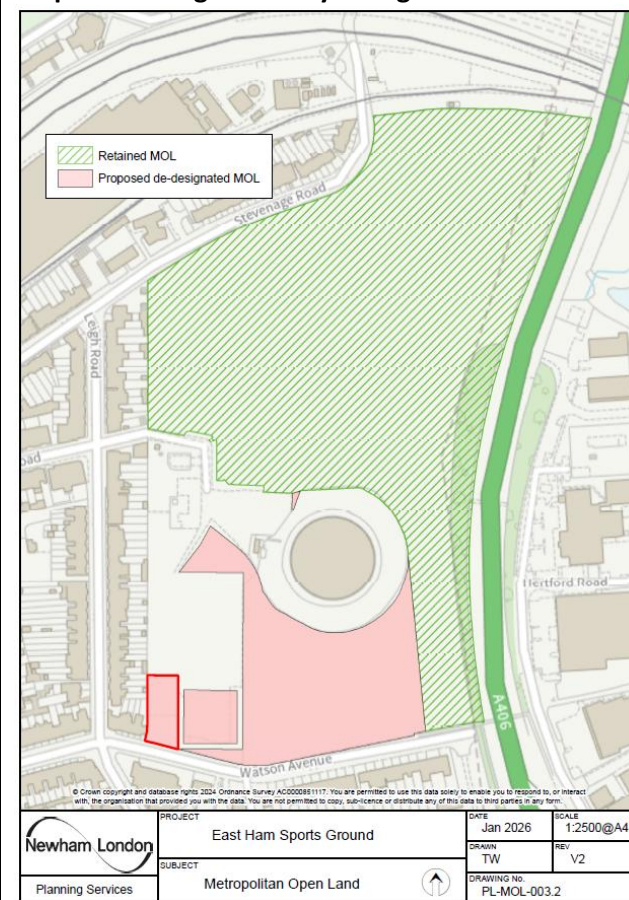 Retained MOL
Proposed de-designated MOL
Stevenage Road
Leigh Road
oad
Hertford Road
A406
Watson Avenue
© Crown copyright and database rights 2024 Ordnance Survey AC0000851117. You are permitted to use this data solely to enable you to respond to, or interact
with, the organisation that provided you with the data. You are not permitted to copy, sub-licence or distribute any of this data to third parties in any form.
Newham London
Planning Services
PROJECT
East Ham Sports Ground
SUBJECT
Metropolitan Open Land
DATE
Jan 2026
SCALE
1:2500@A4
DRAWN
TW
REV
V2
DRAWING No.
PL-MOL-003.2